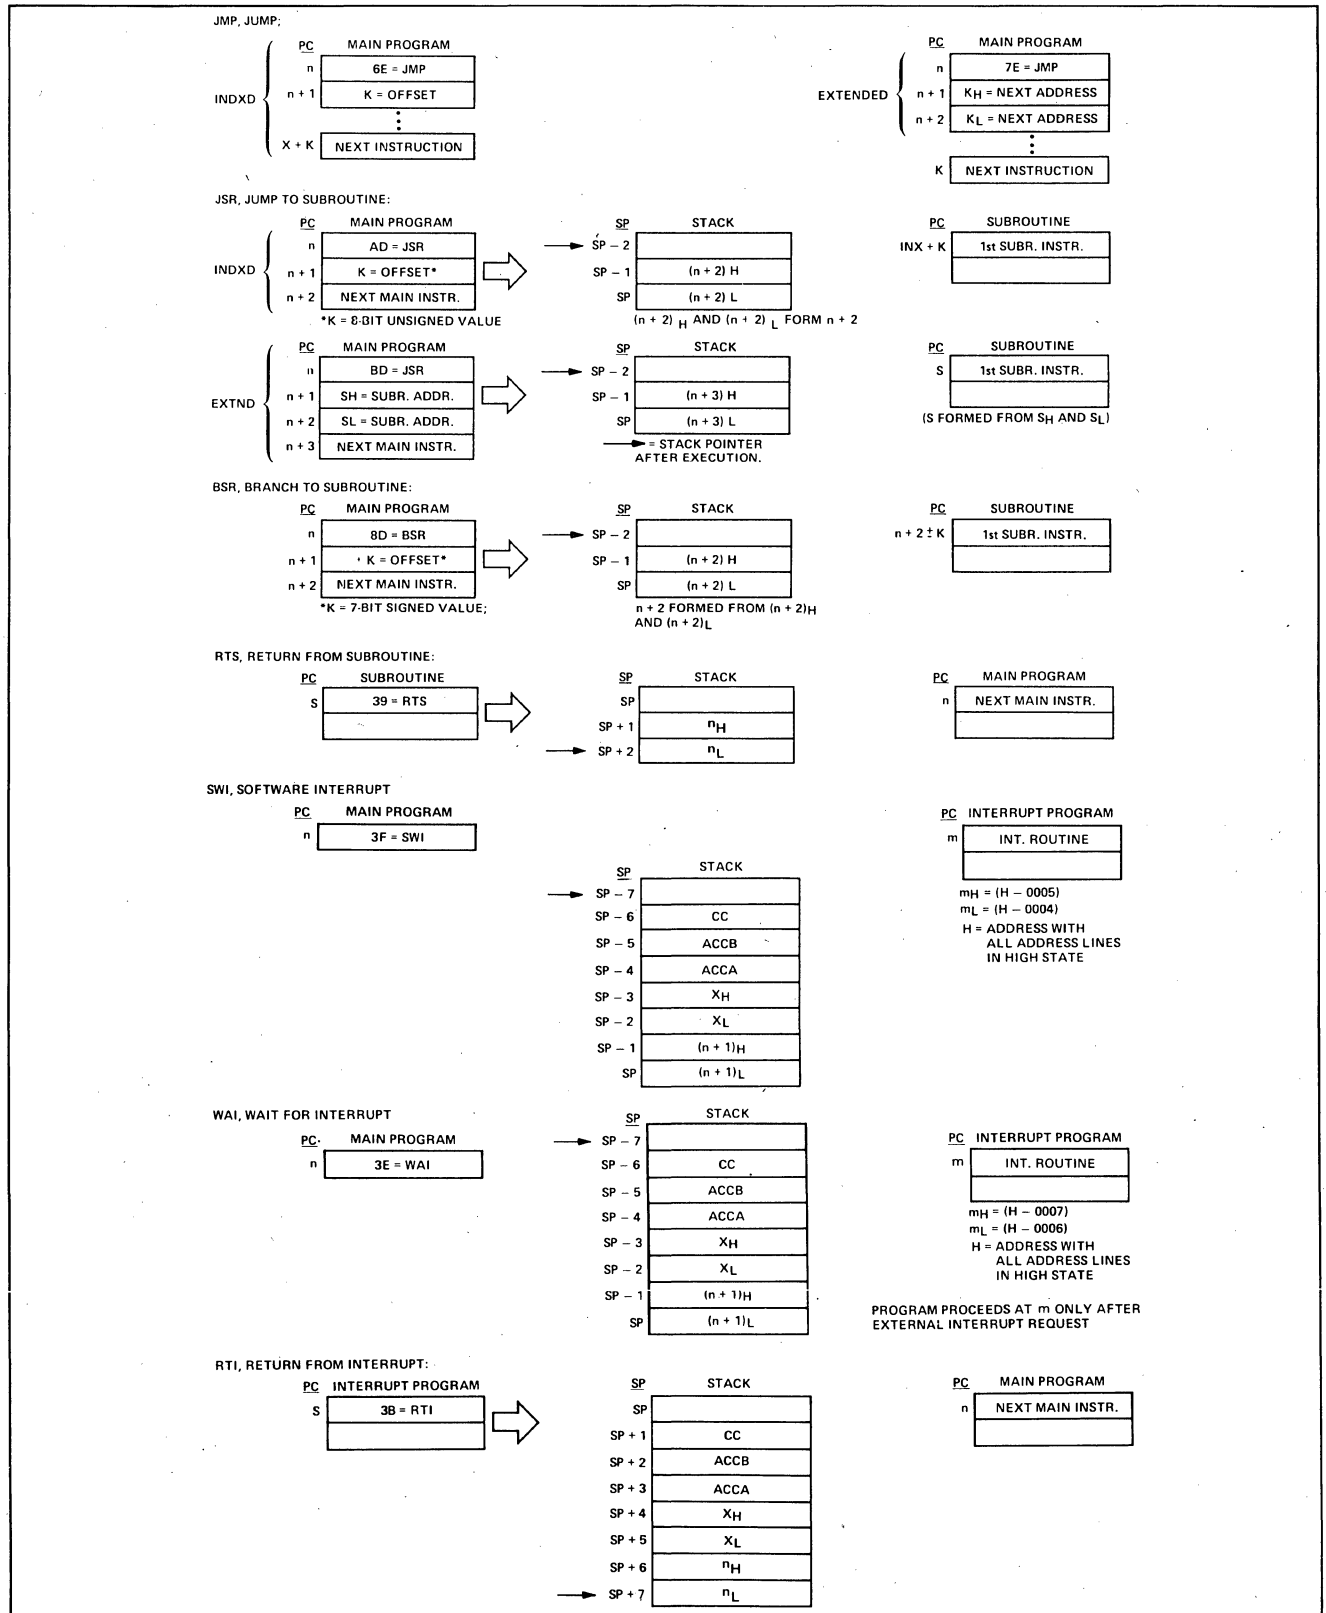 JMP, JUMP;
PC MAIN PROGRAM
n 6E = JMP
INDXD n + 1 K = OFFSET
X + K NEXT INSTRUCTION
PC MAIN PROGRAM
n 7E = JMP
EXTENDED n + 1 KH = NEXT ADDRESS
n + 2 KL = NEXT ADDRESS
K NEXT INSTRUCTION
JSR, JUMP TO SUBROUTINE:
PC MAIN PROGRAM
n AD = JSR
INDXD n + 1 K = OFFSET*
n + 2 NEXT MAIN INSTR.
*K = 8-BIT UNSIGNED VALUE
SP STACK
SP – 2
SP – 1 (n + 2) H
SP (n + 2) L
(n + 2) H AND (n + 2) L FORM n + 2
PC SUBROUTINE
INX + K 1st SUBR. INSTR.
PC MAIN PROGRAM
n BD = JSR
EXTND n + 1 SH = SUBR. ADDR.
n + 2 SL = SUBR. ADDR.
n + 3 NEXT MAIN INSTR.
SP STACK
SP – 2
SP – 1 (n + 3) H
SP (n + 3) L
= STACK POINTER
AFTER EXECUTION.
PC SUBROUTINE
S 1st SUBR. INSTR.
(S FORMED FROM SH AND SL)
BSR, BRANCH TO SUBROUTINE:
PC MAIN PROGRAM
n 8D = BSR
n + 1 K = OFFSET*
n + 2 NEXT MAIN INSTR.
*K = 7-BIT SIGNED VALUE;
SP STACK
SP – 2
SP – 1 (n + 2) H
SP (n + 2) L
n + 2 FORMED FROM (n + 2)H
AND (n + 2)L
PC SUBROUTINE
n + 2 ± K 1st SUBR. INSTR.
RTS, RETURN FROM SUBROUTINE:
PC SUBROUTINE
S 39 = RTS
SP STACK
SP
SP + 1 nH
SP + 2 nL
PC MAIN PROGRAM
n NEXT MAIN INSTR.
SWI, SOFTWARE INTERRUPT
PC MAIN PROGRAM
n 3F = SWI
SP STACK
SP – 7
SP – 6 CC
SP – 5 ACCB
SP – 4 ACCA
SP – 3 XH
SP – 2 XL
SP – 1 (n + 1)H
SP (n + 1)L
PC INTERRUPT PROGRAM
m INT. ROUTINE
mH = (H – 0005)
mL = (H – 0004)
H = ADDRESS WITH
ALL ADDRESS LINES
IN HIGH STATE
WAI, WAIT FOR INTERRUPT
PC MAIN PROGRAM
n 3E = WAI
SP STACK
SP – 7
SP – 6 CC
SP – 5 ACCB
SP – 4 ACCA
SP – 3 XH
SP – 2 XL
SP – 1 (n + 1)H
SP (n + 1)L
PC INTERRUPT PROGRAM
m INT. ROUTINE
mH = (H – 0007)
mL = (H – 0006)
H = ADDRESS WITH
ALL ADDRESS LINES
IN HIGH STATE
PROGRAM PROCEEDS AT m ONLY AFTER
EXTERNAL INTERRUPT REQUEST
RTI, RETURN FROM INTERRUPT:
PC INTERRUPT PROGRAM
S 3B = RTI
SP STACK
SP
SP + 1 CC
SP + 2 ACCB
SP + 3 ACCA
SP + 4 XH
SP + 5 XL
SP + 6 nH
SP + 7 nL
PC MAIN PROGRAM
n NEXT MAIN INSTR.